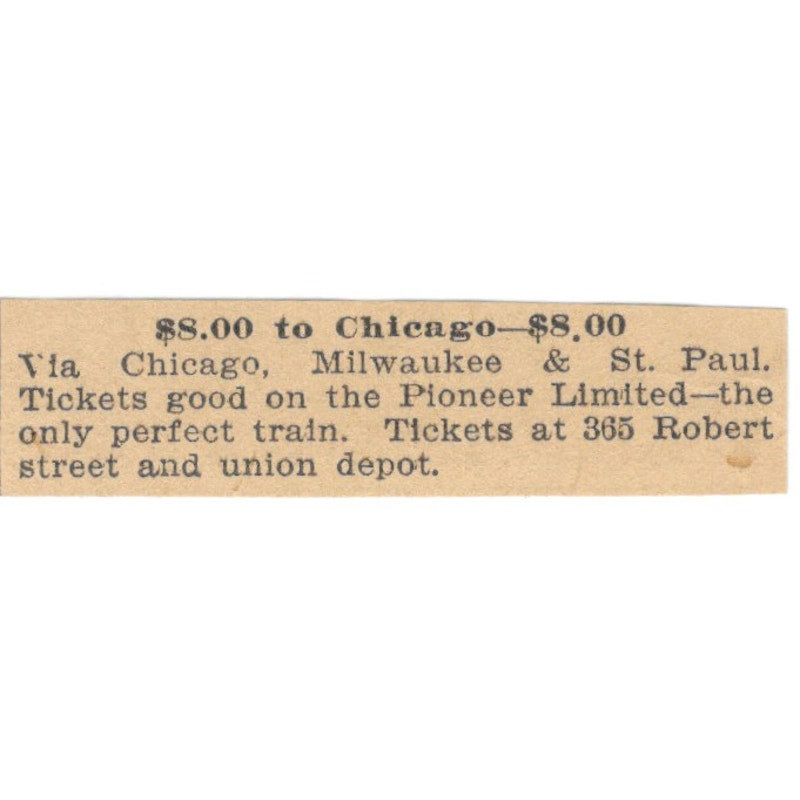 $8.00 to Chicago—$8.00
Via Chicago, Milwaukee & St. Paul.
Tickets good on the Pioneer Limited—the
only perfect train. Tickets at 365 Robert
street and union depot.